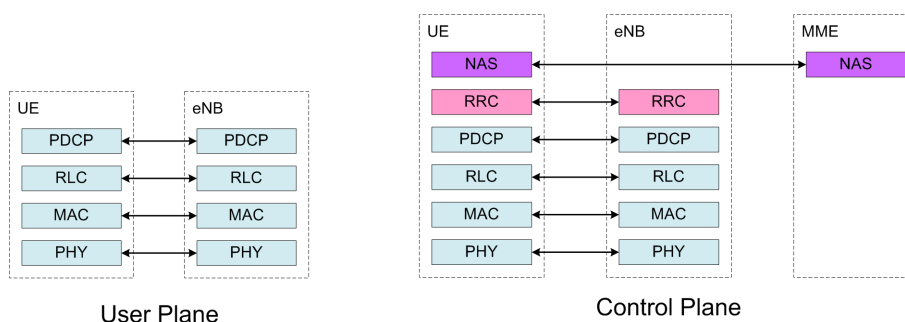 UE eNB
PDCP PDCP
RLC RLC
MAC MAC
PHY PHY
User Plane
UE eNB MME
NAS NAS
RRC RRC
PDCP PDCP
RLC RLC
MAC MAC
PHY PHY
Control Plane